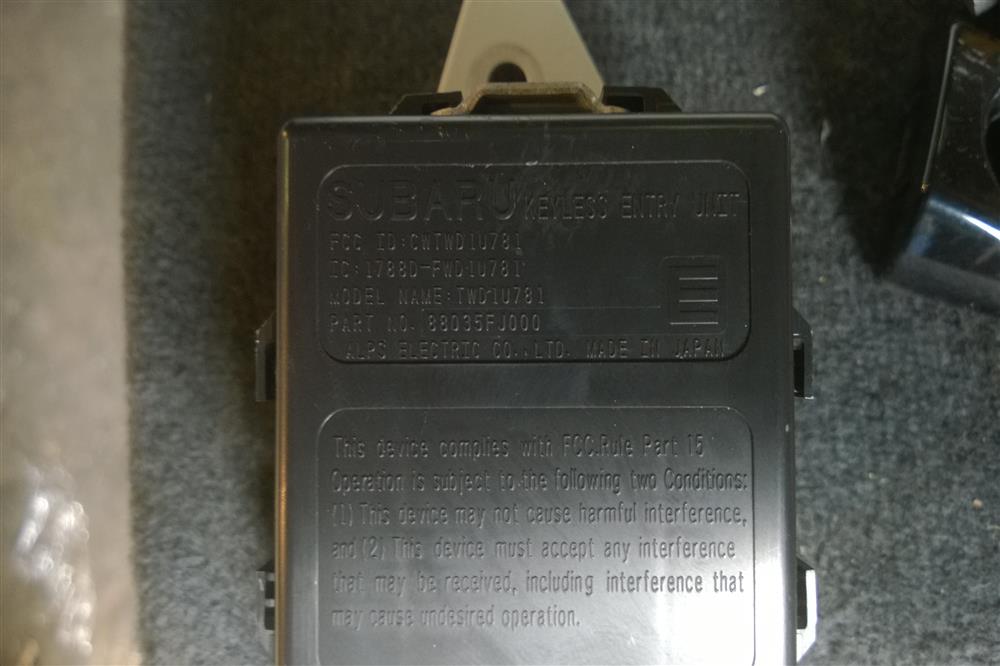 SUBARU KEYLESS ENTRY UNIT
FCC ID:CWTWD1U781
IC:1788D-FWD1U781
MODEL NAME:TWD1U781
PART NO. 88035FJ000
ALPS ELECTRIC CO.,LTD. MADE IN JAPAN
This device complies with FCC.Rule Part 15
Operation is subject to the following two Conditions:
(1) This device may not cause harmful interference,
and (2) This device must accept any interference
that may be received, including interference that
may cause undesired operation.